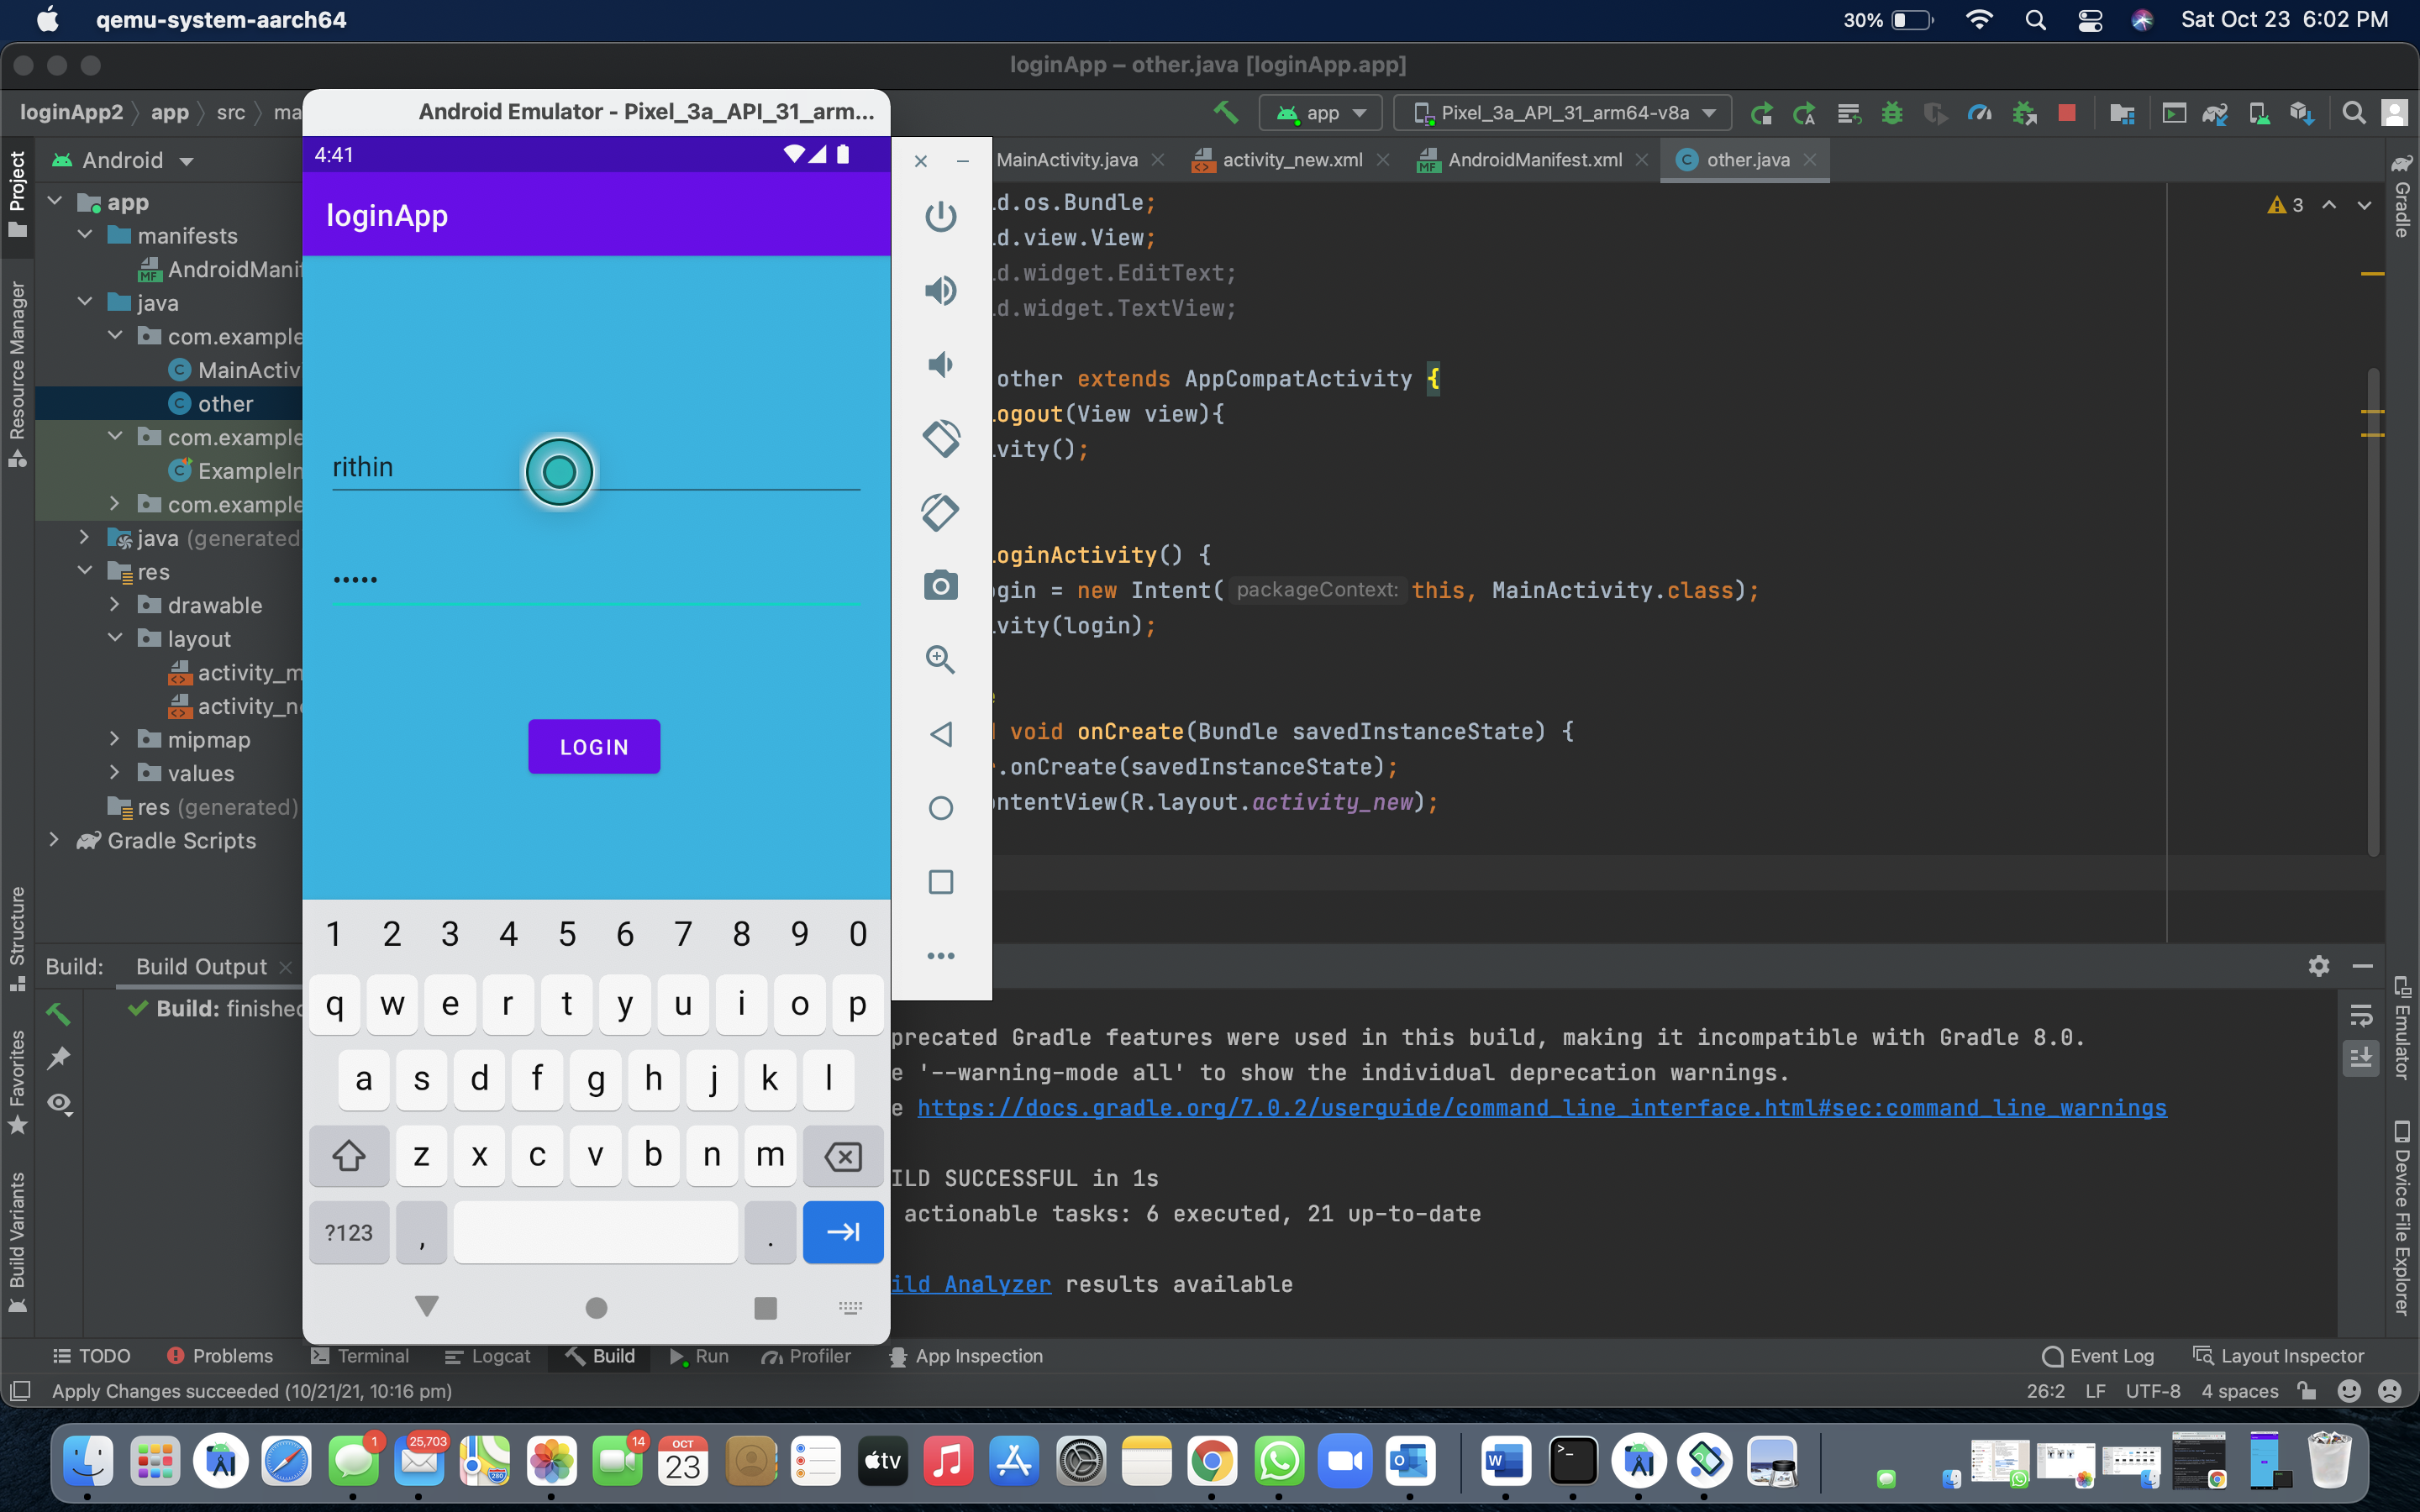 qemu-system-aarch64
30%
Sat Oct 23 6:02 PM
loginApp – other.java [loginApp.app]
loginApp2
app
src
ma
app
Pixel_3a_API_31_arm64-v8a
Android Emulator - Pixel_3a_API_31_arm...
Project
Android
MainActivity.java
activity_new.xml
AndroidManifest.xml
other.java
Gradle
4:41
loginApp
rithin
•••••
LOGIN
1 2 3 4 5 6 7 8 9 0
q w e r t y u i o p
a s d f g h j k l
z x c v b n m
?123 , .
Resource Manager
app
manifests
AndroidManif
java
com.example
MainActiv
other
com.example
ExampleIn
com.example
java (generated
res
drawable
layout
activity_m
activity_ne
mipmap
values
res (generated)
Gradle Scripts
d.os.Bundle;
d.view.View;
d.widget.EditText;
d.widget.TextView;
other extends AppCompatActivity {
ogout(View view){
vity();
oginActivity() {
gin = new Intent( packageContext: this, MainActivity.class);
vity(login);
void onCreate(Bundle savedInstanceState) {
.onCreate(savedInstanceState);
ntentView(R.layout.activity_new);
3
Structure
Favorites
Build Variants
Build:
Build Output
Build: finished
precated Gradle features were used in this build, making it incompatible with Gradle 8.0.
e '--warning-mode all' to show the individual deprecation warnings.
e https://docs.gradle.org/7.0.2/userguide/command_line_interface.html#sec:command_line_warnings
ILD SUCCESSFUL in 1s
actionable tasks: 6 executed, 21 up-to-date
ild Analyzer results available
Emulator
Device File Explorer
TODO
Problems
Terminal
Logcat
Build
Run
Profiler
App Inspection
Event Log
Layout Inspector
Apply Changes succeeded (10/21/21, 10:16 pm)
26:2
LF
UTF-8
4 spaces
1
25,703
280
14
OCT
23
tv
O
W
>_